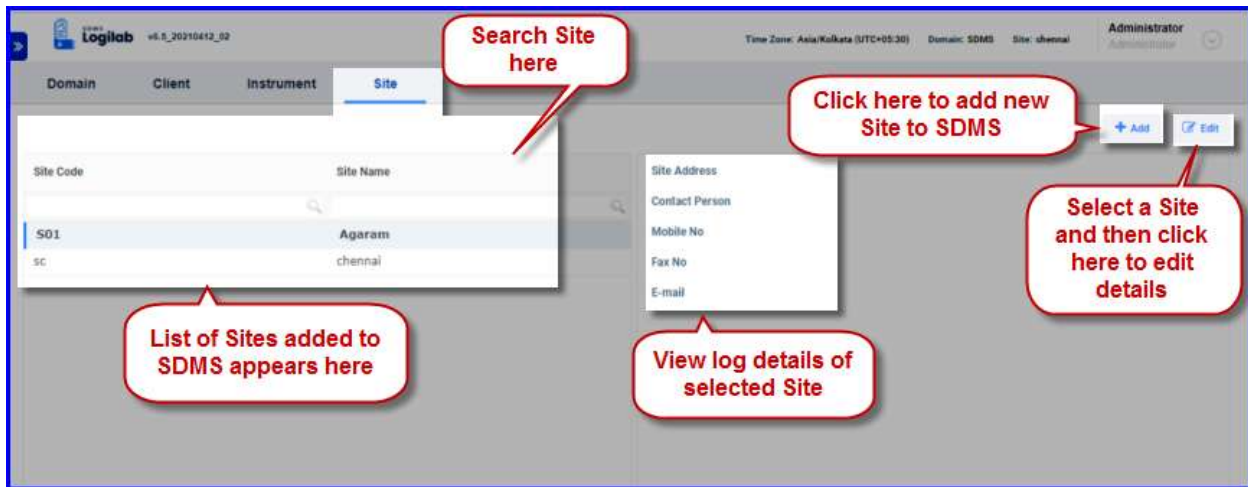 SDMS
Logilab v6.5_20210412_02
Time Zone: Asia/Kolkata (UTC+05:30) Domain: SDMS Site: chennai
Administrator
Administrator
Search Site
here
Domain Client Instrument Site
Click here to add new
Site to SDMS
Add Edit
Site Code Site Name
Site Address
Contact Person
Mobile No
Fax No
E-mail
S01 Agaram
sc chennai
Select a Site
and then click
here to edit
details
List of Sites added to
SDMS appears here
View log details of
selected Site